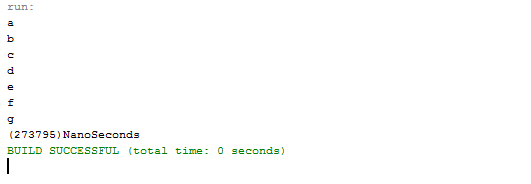 run:
a
b
c
d
e
f
g
(273795)NanoSeconds
BUILD SUCCESSFUL (total time: 0 seconds)